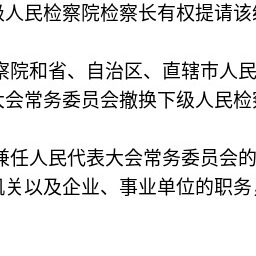 级人民检察院检察长有权提请该
察院和省、自治区、直辖市人民
大会常务委员会撤换下级人民检
兼任人民代表大会常务委员会的
机关以及企业、事业单位的职务，